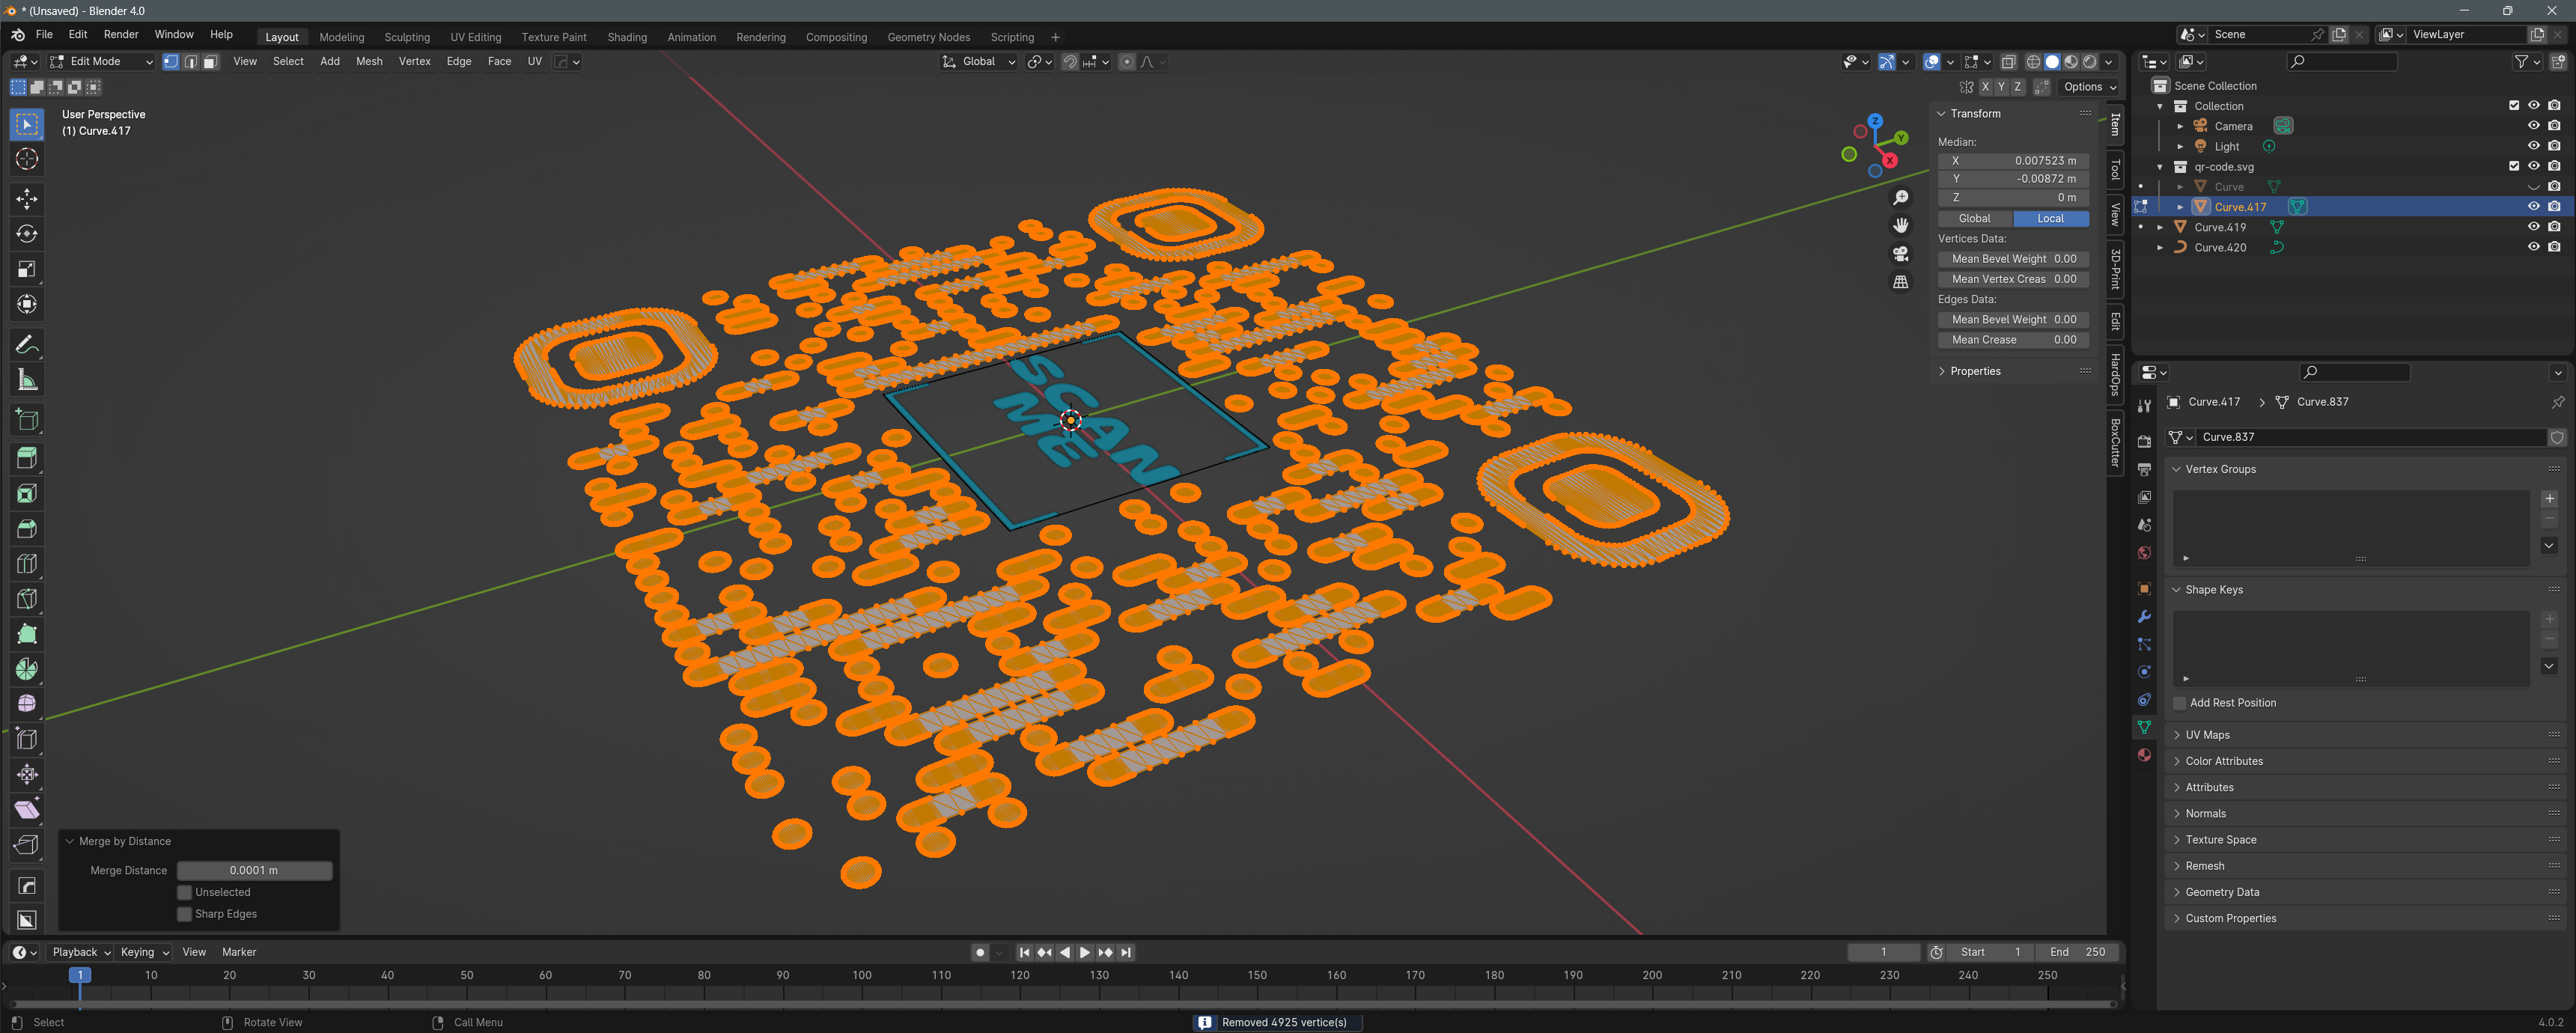 * (Unsaved) - Blender 4.0
File Edit Render Window Help Layout Modeling Sculpting UV Editing Texture Paint Shading Animation Rendering Compositing Geometry Nodes Scripting + Scene ViewLayer
Edit Mode View Select Add Mesh Vertex Edge Face UV Global
X Y Z Options
User Perspective
(1) Curve.417
Z
Y
X
SCAN
ME
Transform
Median:
X 0.007523 m
Y -0.00872 m
Z 0 m
Global Local
Vertices Data:
Mean Bevel Weight 0.00
Mean Vertex Creas 0.00
Edges Data:
Mean Bevel Weight 0.00
Mean Crease 0.00
Properties
Item
Tool
View
3D-Print
Edit
HardOps
BoxCutter
Scene Collection
Collection
Camera
Light
qr-code.svg
Curve
Curve.417
Curve.419
Curve.420
Curve.417 > Curve.837
Curve.837
Vertex Groups
Shape Keys
Add Rest Position
UV Maps
Color Attributes
Attributes
Normals
Texture Space
Remesh
Geometry Data
Custom Properties
Merge by Distance
Merge Distance 0.0001 m
Unselected
Sharp Edges
Playback Keying View Marker 1 Start 1 End 250
1 10 20 30 40 50 60 70 80 90 100 110 120 130 140 150 160 170 180 190 200 210 220 230 240 250
Select Rotate View Call Menu Removed 4925 vertice(s) 4.0.2